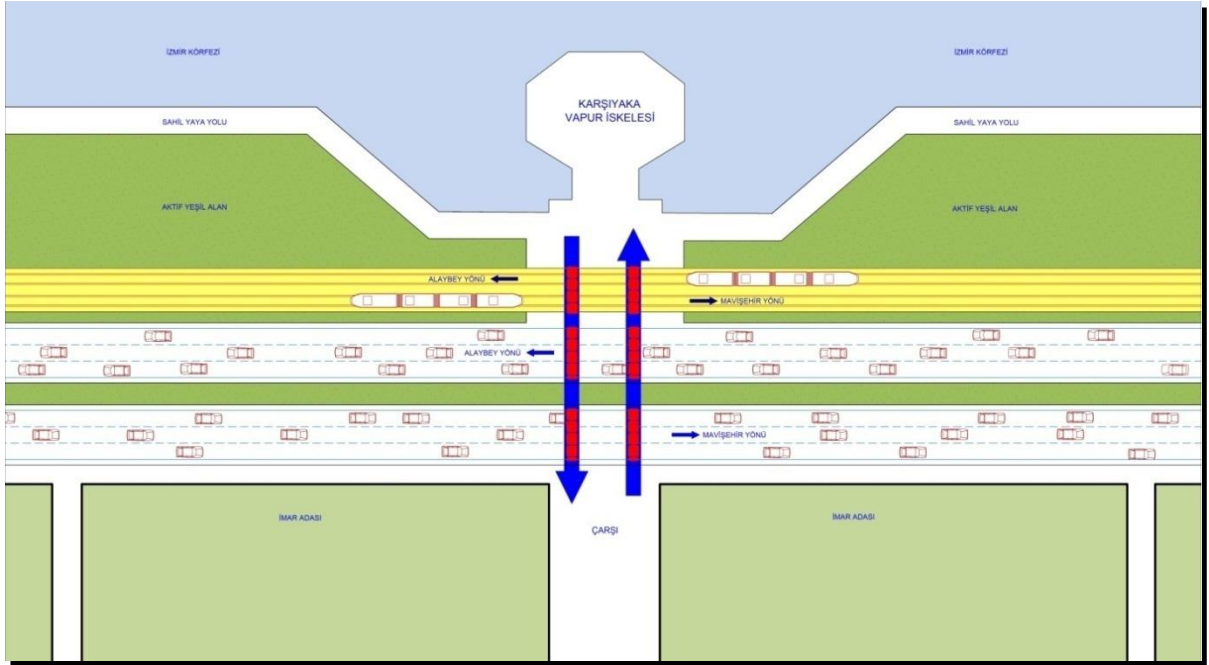 İZMİR KÖRFEZİ
İZMİR KÖRFEZİ
KARŞIYAKA
VAPUR İSKELESİ
SAHİL YAYA YOLU
SAHİL YAYA YOLU
AKTİF YEŞİL ALAN
AKTİF YEŞİL ALAN
ALAYBEY YÖNÜ
MAVİŞEHİR YÖNÜ
ALAYBEY YÖNÜ
MAVİŞEHİR YÖNÜ
İMAR ADASI
ÇARŞI
İMAR ADASI